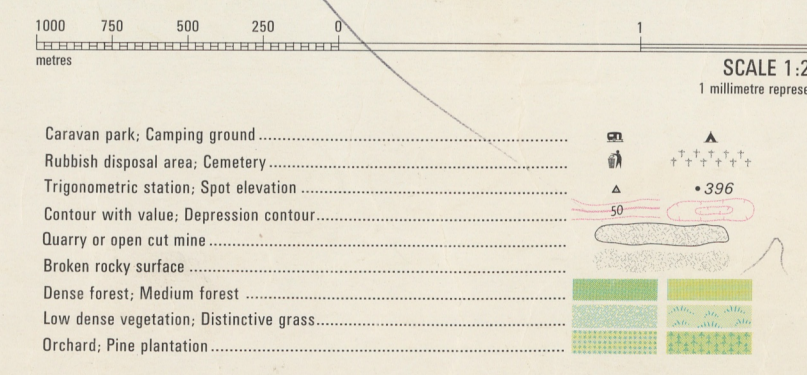 1000 750 500 250 0 1
metres
SCALE 1:2
1 millimetre represe
Caravan park; Camping ground
Rubbish disposal area; Cemetery
Trigonometric station; Spot elevation •396
Contour with value; Depression contour 50
Quarry or open cut mine
Broken rocky surface
Dense forest; Medium forest
Low dense vegetation; Distinctive grass
Orchard; Pine plantation